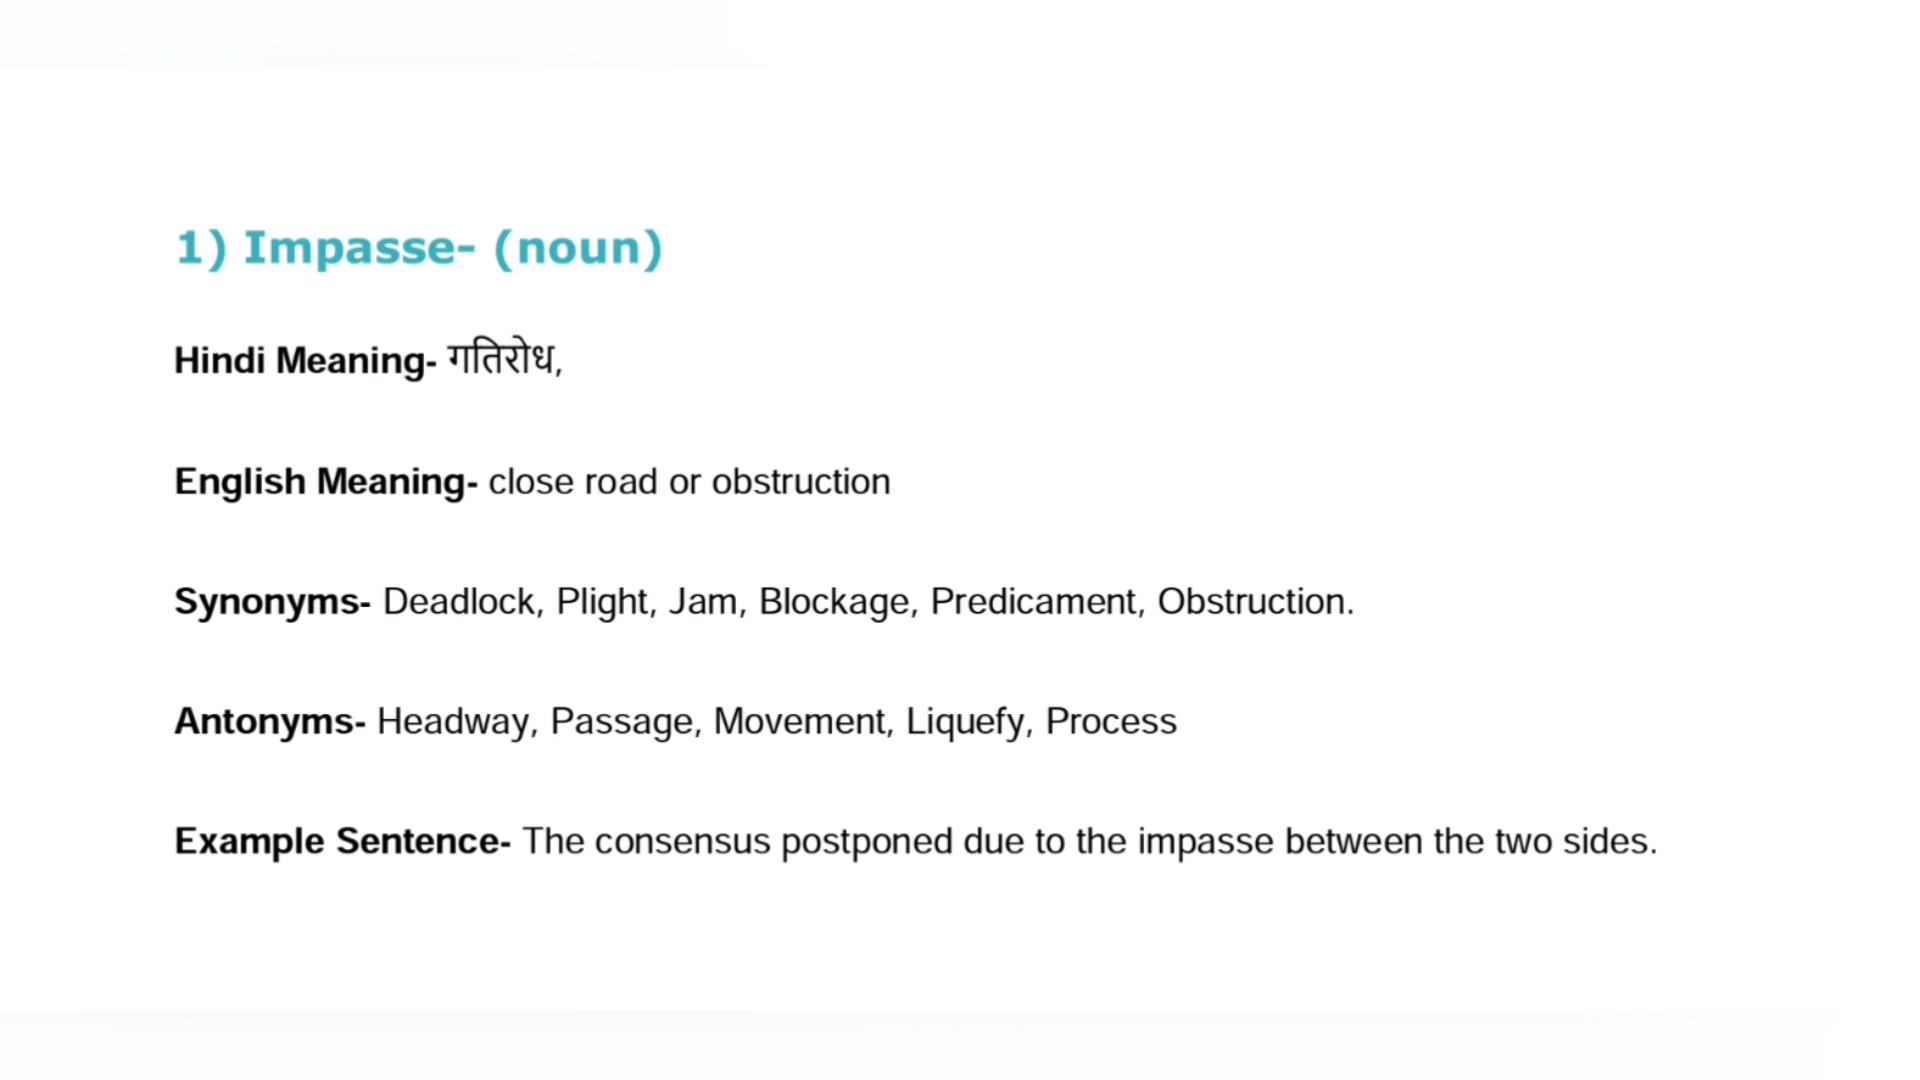 1) Impasse- (noun)
Hindi Meaning- गतिरोध,
English Meaning- close road or obstruction
Synonyms- Deadlock, Plight, Jam, Blockage, Predicament, Obstruction.
Antonyms- Headway, Passage, Movement, Liquefy, Process
Example Sentence- The consensus postponed due to the impasse between the two sides.